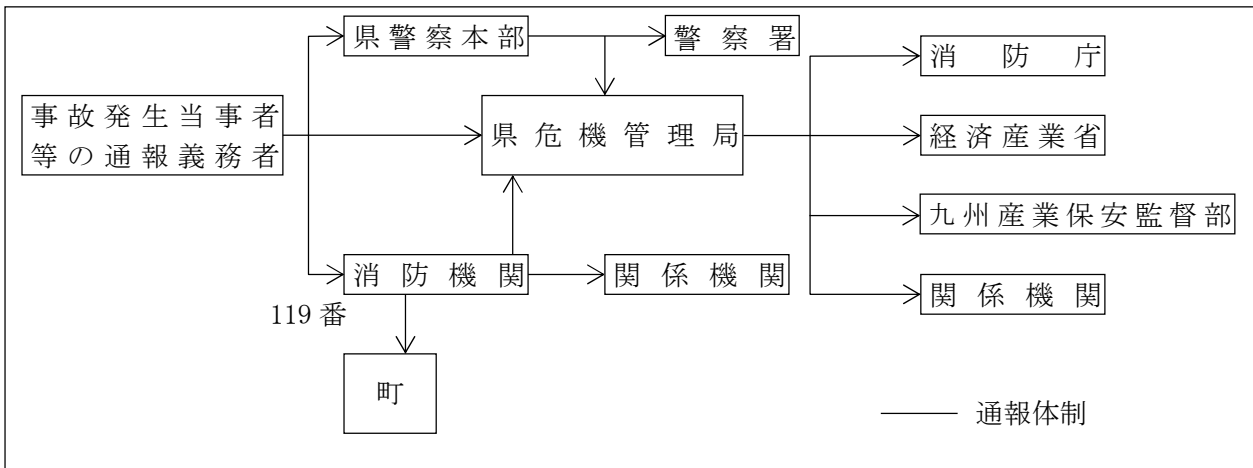 県警察本部
警察署
消防庁
事故発生当事者
等の通報義務者
県危機管理局
経済産業省
九州産業保安監督部
消防機関
関係機関
関係機関
119番
町
通報体制